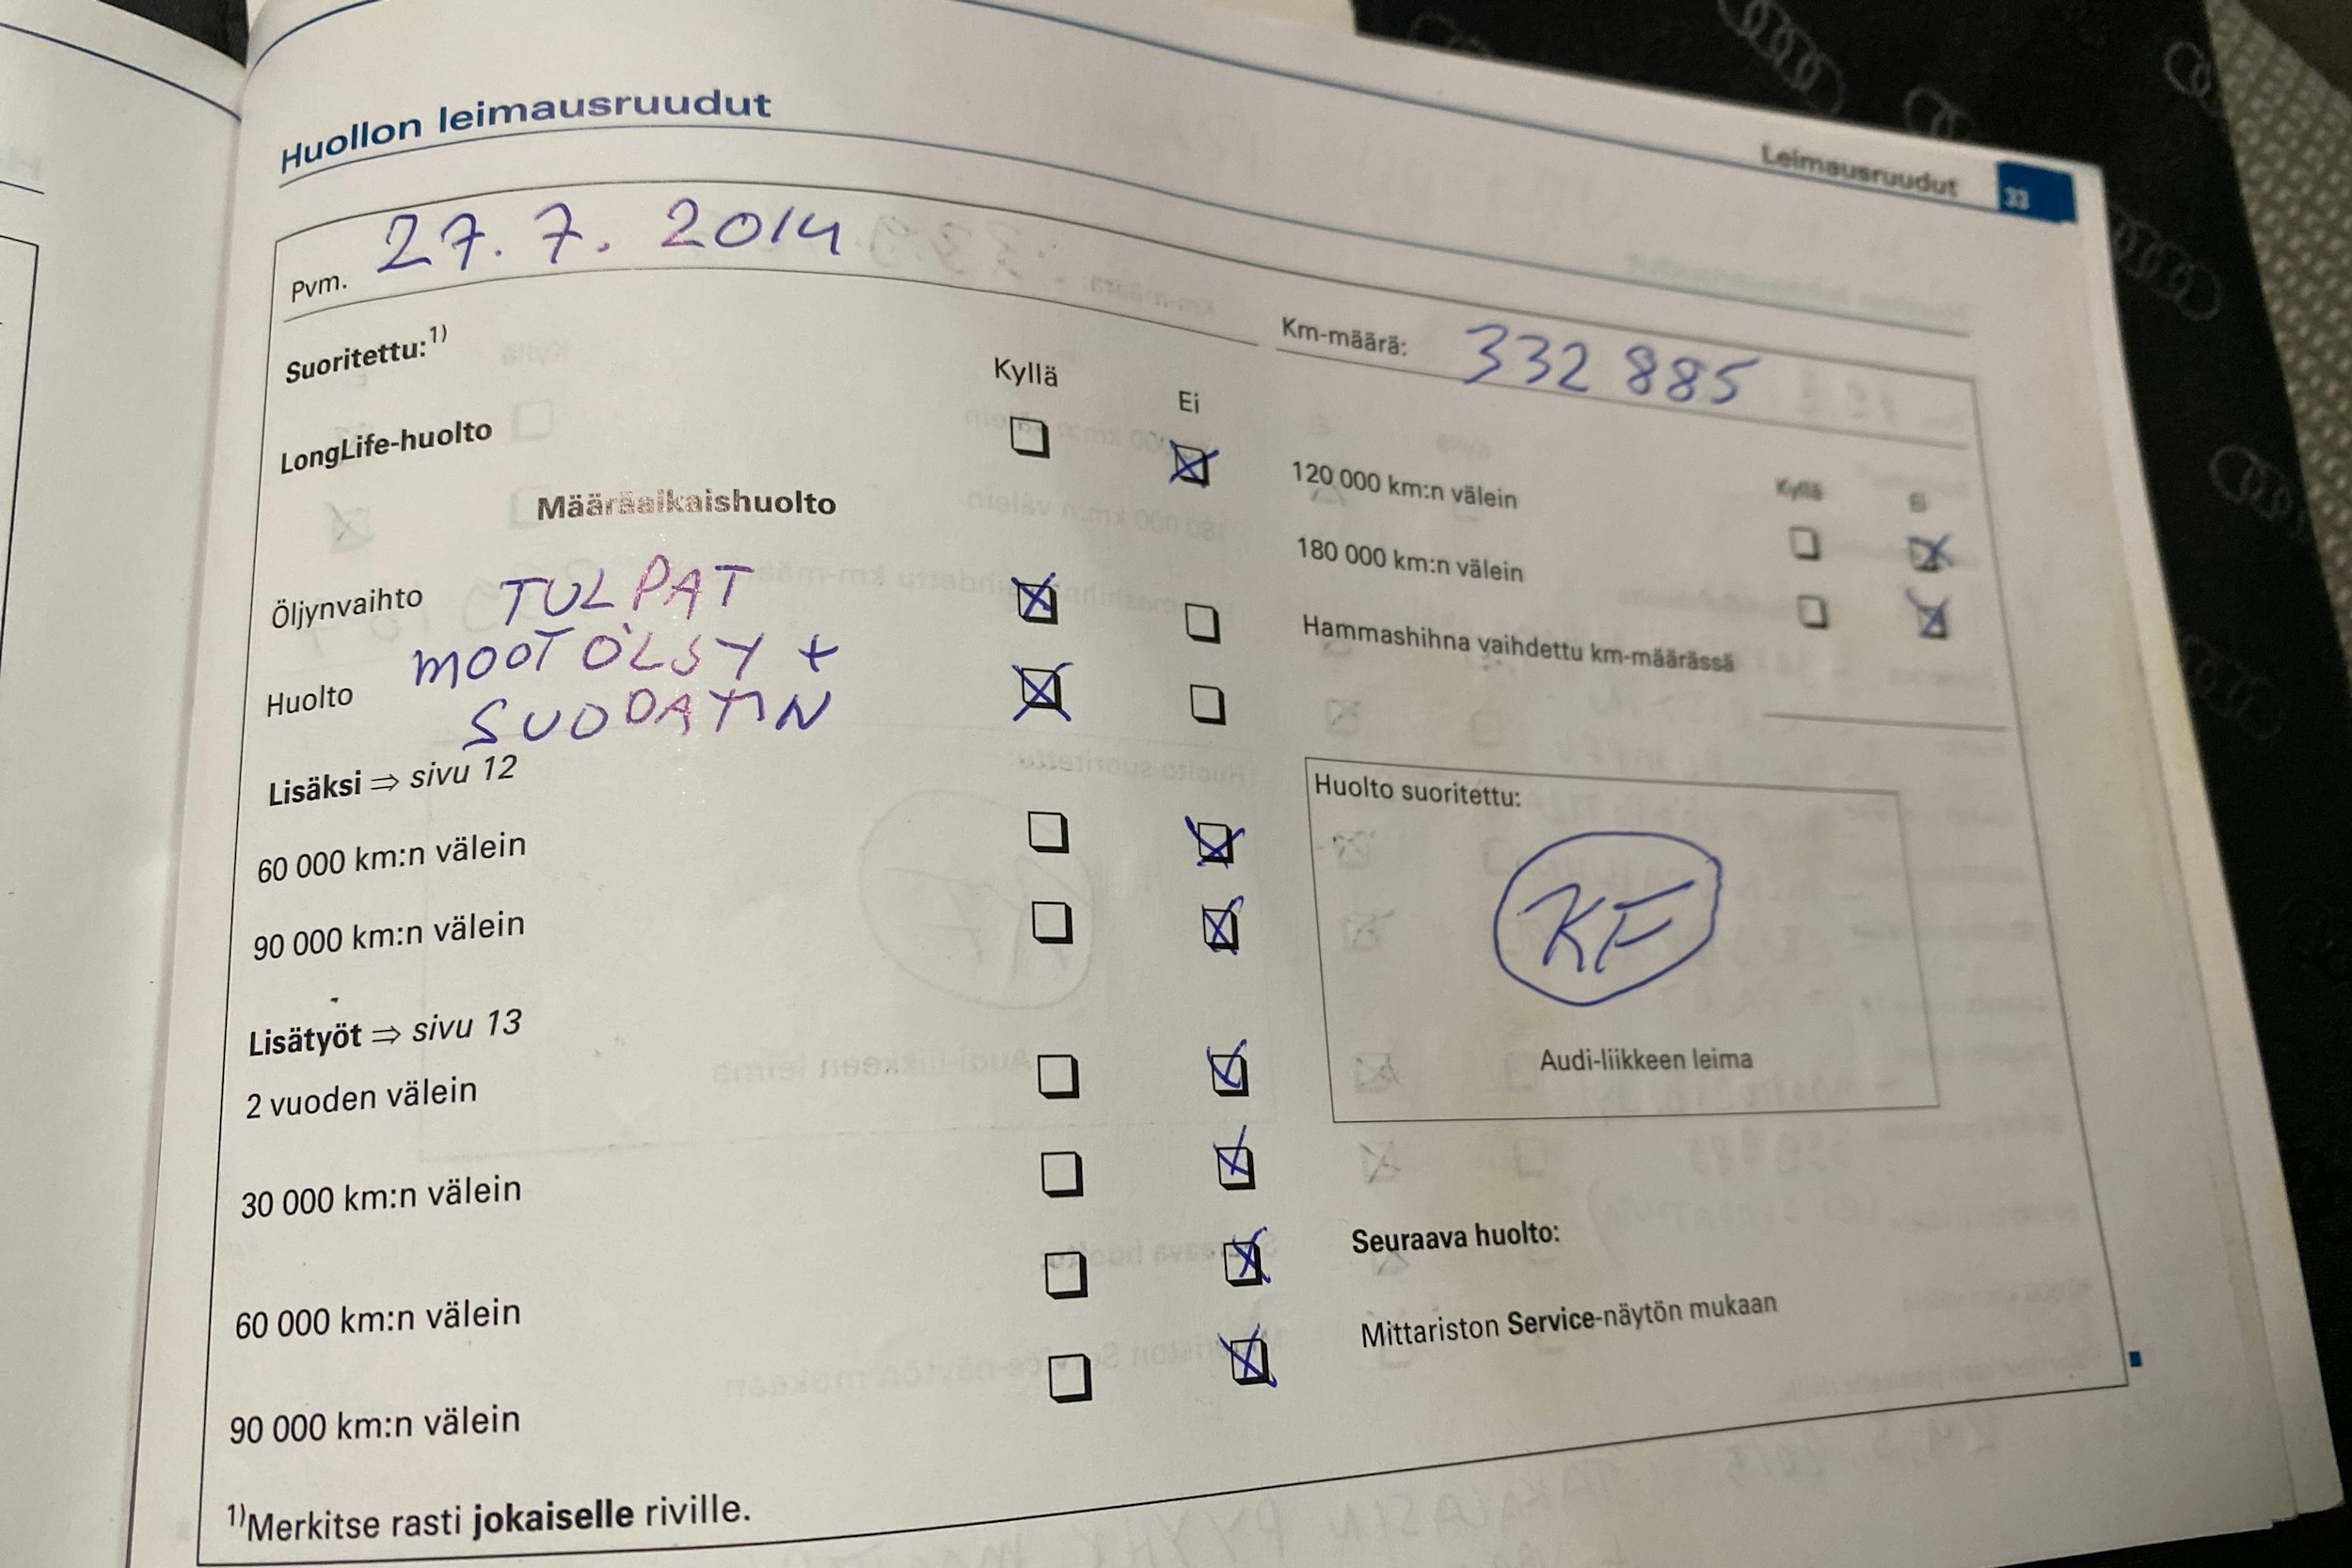 Huollon leimausruudut
Leimausruudut 33
Pvm. 27.7.2014
Km-määrä: 332 885
Suoritettu:1)
Kyllä Ei
LongLife-huolto
Määräaikaishuolto
Öljynvaihto TULPAT
MOOT ÖLJY +
Huolto
SUODATIN
Lisäksi ⇒ sivu 12
60 000 km:n välein
90 000 km:n välein
Lisätyöt ⇒ sivu 13
2 vuoden välein
30 000 km:n välein
60 000 km:n välein
90 000 km:n välein
1)Merkitse rasti jokaiselle riville.
Kyllä Ei
120 000 km:n välein
180 000 km:n välein
Hammashihna vaihdettu km-määrässä
Huolto suoritettu:
KF
Audi-liikkeen leima
Seuraava huolto:
Mittariston Service-näytön mukaan